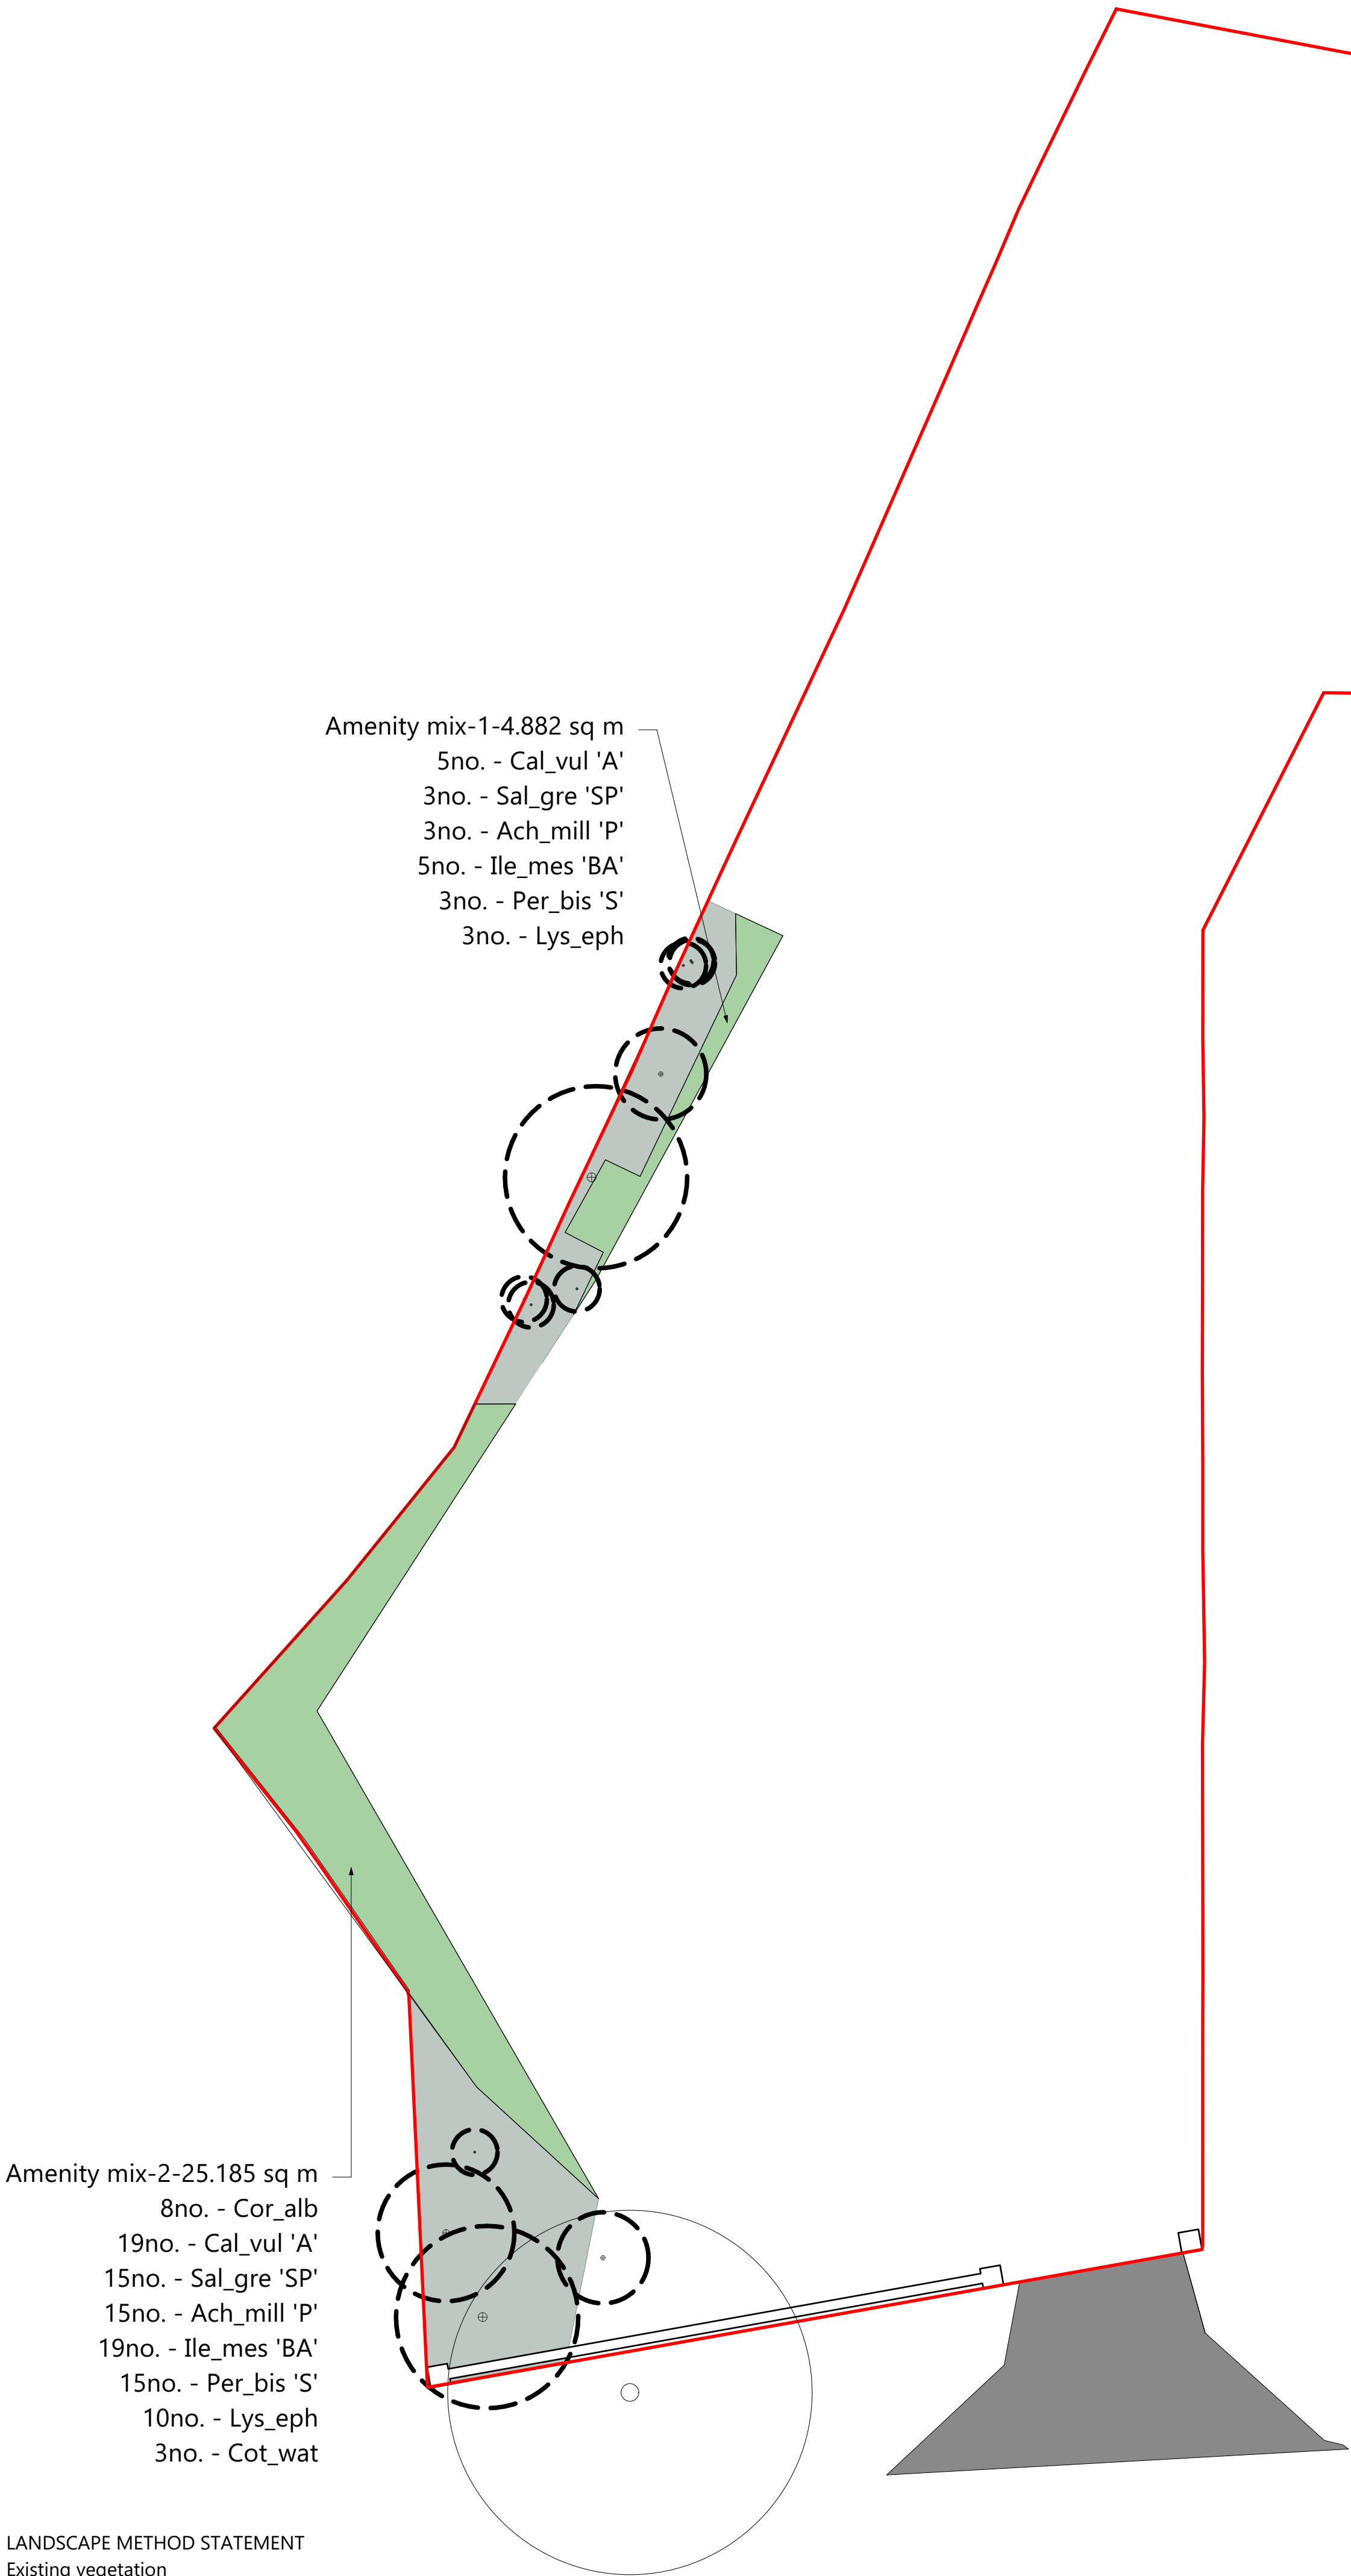 Amenity mix-1-4.882 sq m
5no. - Cal_vul 'A'
3no. - Sal_gre 'SP'
3no. - Ach_mill 'P'
5no. - Ile_mes 'BA'
3no. - Per_bis 'S'
3no. - Lys_eph
Amenity mix-2-25.185 sq m
8no. - Cor_alb
19no. - Cal_vul 'A'
15no. - Sal_gre 'SP'
15no. - Ach_mill 'P'
19no. - Ile_mes 'BA'
15no. - Per_bis 'S'
10no. - Lys_eph
3no. - Cot_wat
LANDSCAPE METHOD STATEMENT
Existing vegetation